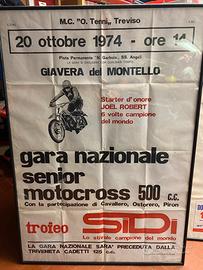 M.C. "O. Tenni,, Treviso
20 ottobre 1974 - ore 14
Pista Permanente "N. Garbuio,, SS. Angeli
GIAVERA del MONTELLO
Starter d'onore
JOEL ROBERT
6 volte campione
del mondo
gara nazionale
senior
motocross 500 c.c.
Con la partecipazione di Cavallero, Ostorero, Piron
trofeo SIDI
Lo stivale campione del mondo
LA GARA NAZIONALE SARA' PRECEDUTA DALLA
TRIVENETA CADETTI 125 c.c.